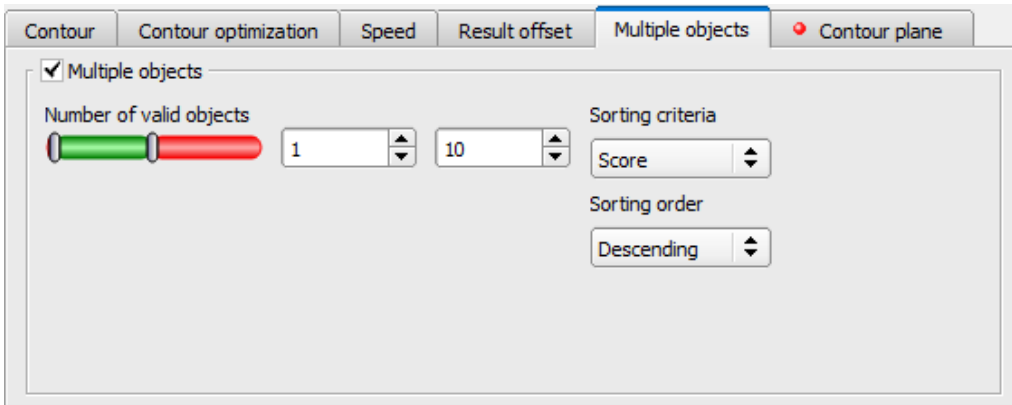 Contour Contour optimization Speed Result offset Multiple objects Contour plane
Multiple objects
Number of valid objects Sorting criteria
1 10 Score
Sorting order
Descending